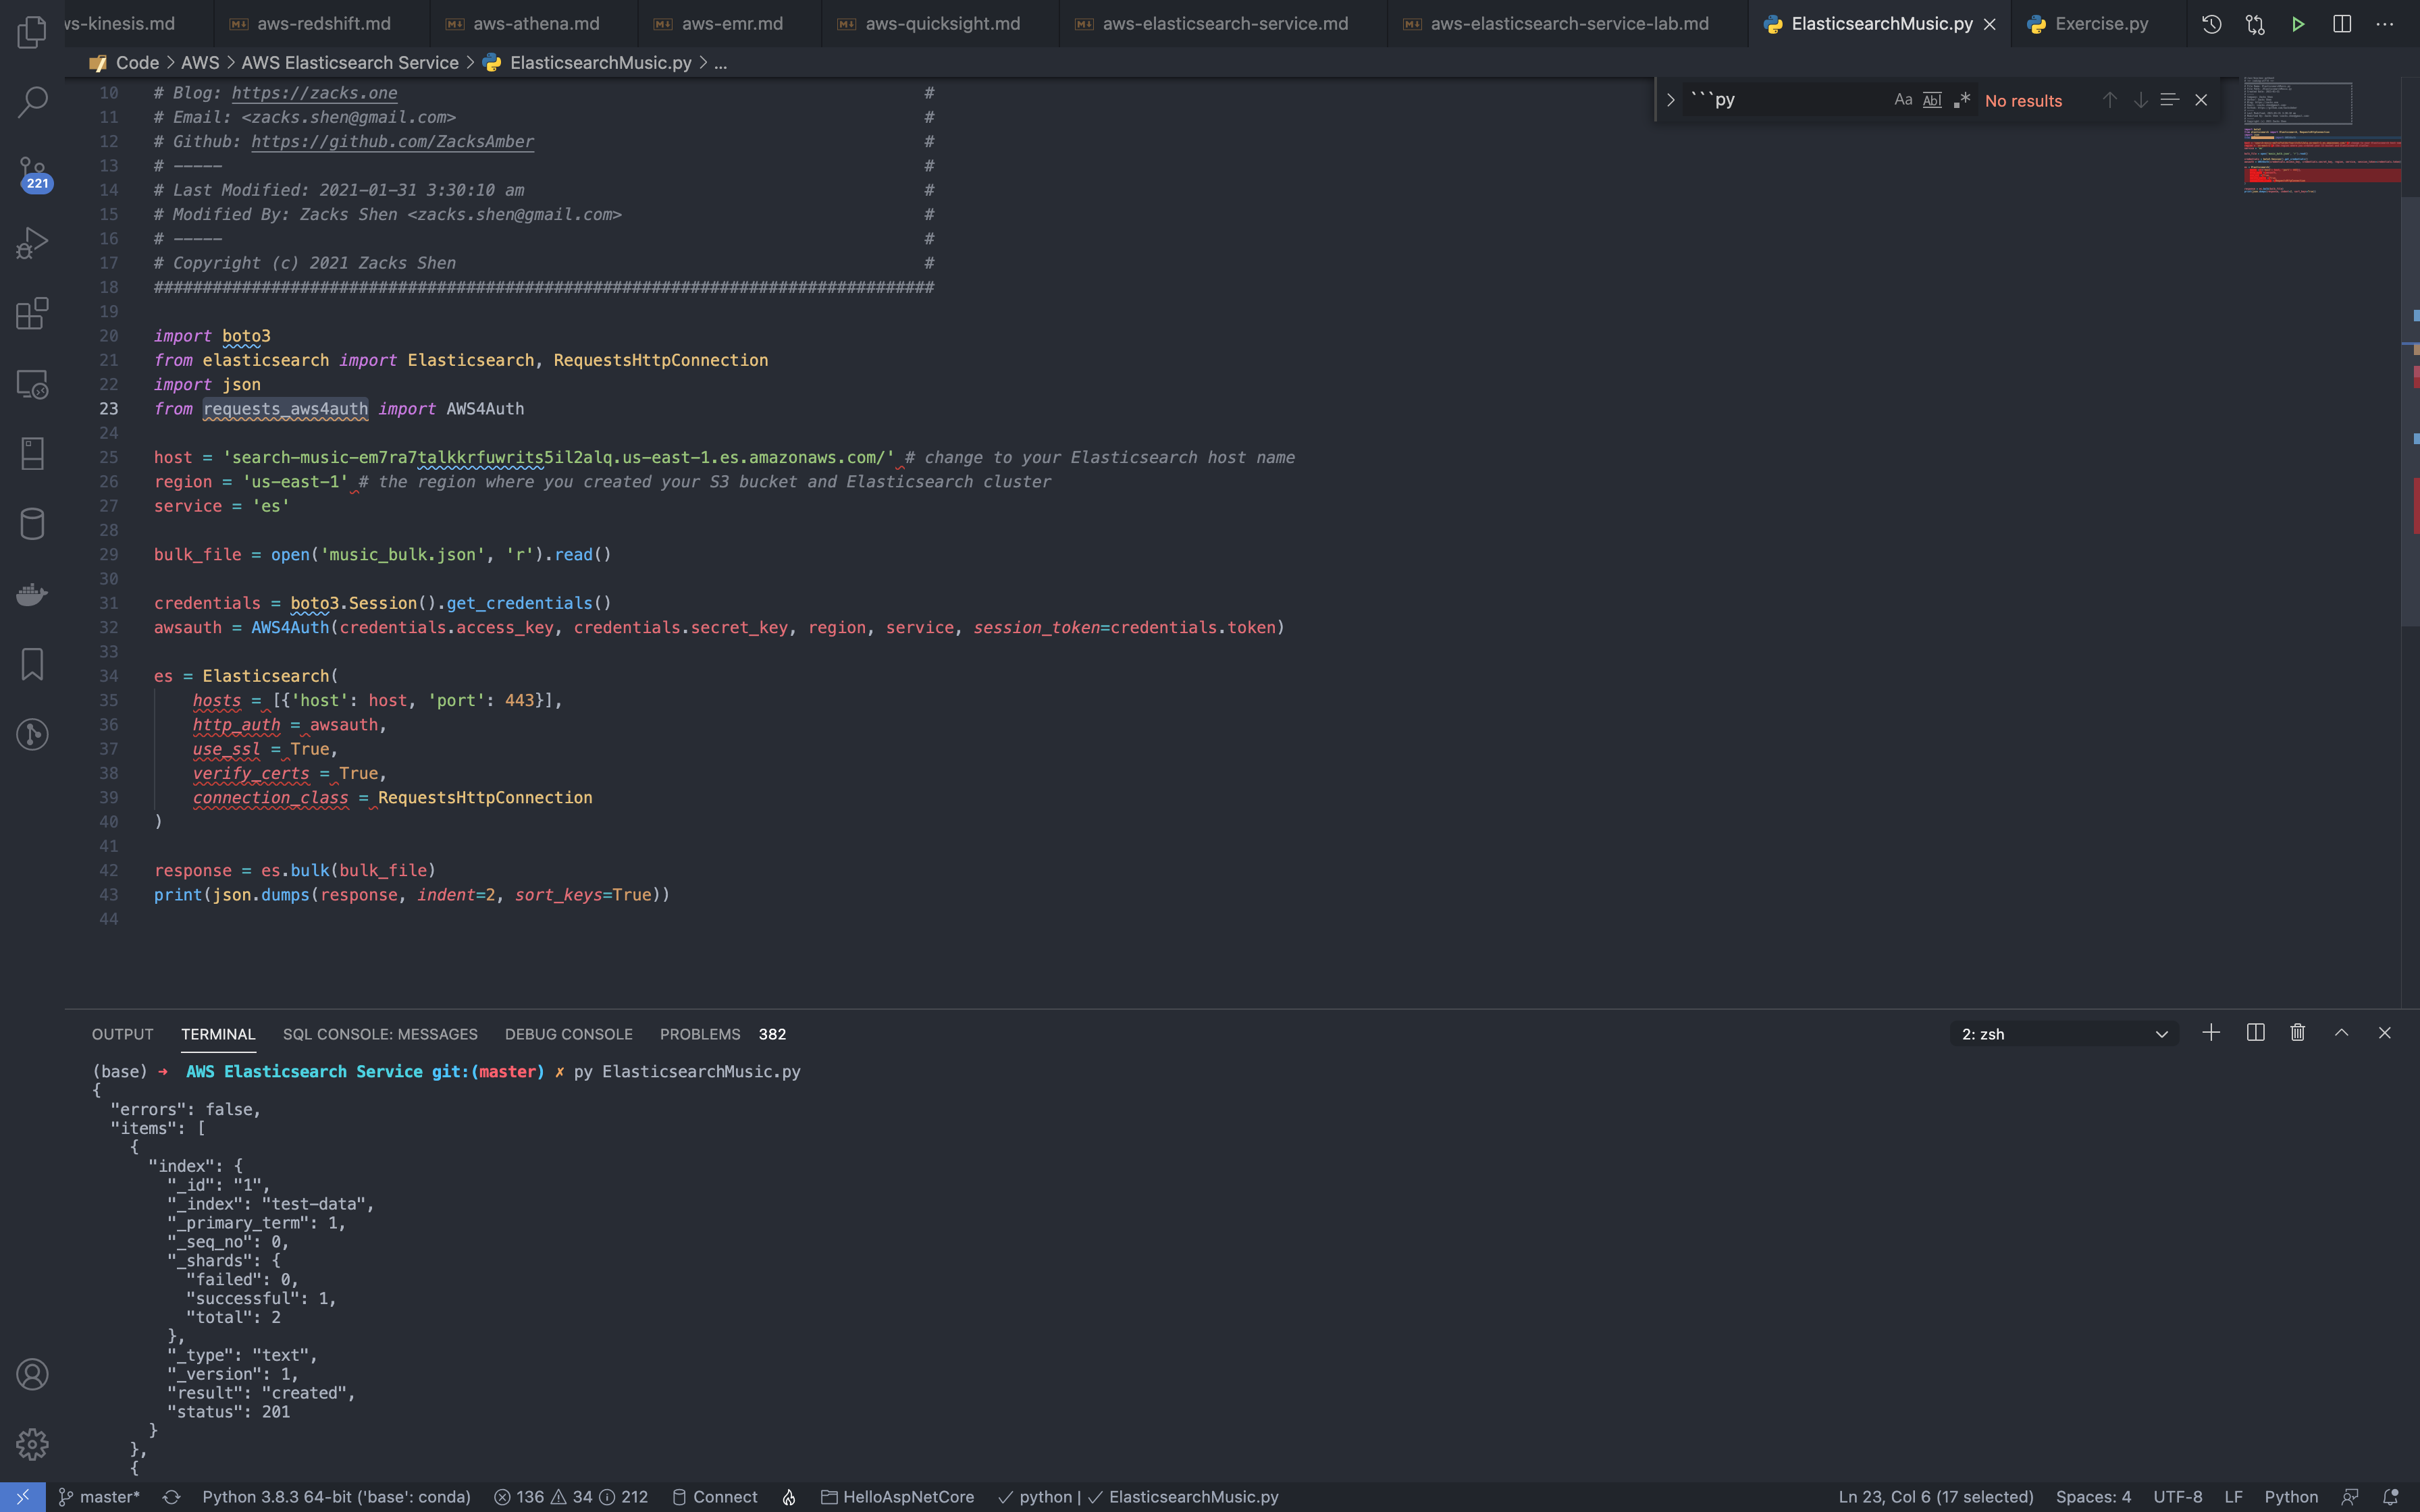 ws-kinesis.md aws-redshift.md aws-athena.md aws-emr.md aws-quicksight.md aws-elasticsearch-service.md aws-elasticsearch-service-lab.md ElasticsearchMusic.py Exercise.py
Code > AWS > AWS Elasticsearch Service > ElasticsearchMusic.py > ...
```py Aa Abl .* No results
221
10 # Blog: https://zacks.one #
11 # Email: <zacks.shen@gmail.com> #
12 # Github: https://github.com/ZacksAmber #
13 # ----- #
14 # Last Modified: 2021-01-31 3:30:10 am #
15 # Modified By: Zacks Shen <zacks.shen@gmail.com> #
16 # ----- #
17 # Copyright (c) 2021 Zacks Shen #
18 ################################################################################
19
20 import boto3
21 from elasticsearch import Elasticsearch, RequestsHttpConnection
22 import json
23 from requests_aws4auth import AWS4Auth
24
25 host = 'search-music-em7ra7talkkrfuwrits5il2alq.us-east-1.es.amazonaws.com/' # change to your Elasticsearch host name
26 region = 'us-east-1' # the region where you created your S3 bucket and Elasticsearch cluster
27 service = 'es'
28
29 bulk_file = open('music_bulk.json', 'r').read()
30
31 credentials = boto3.Session().get_credentials()
32 awsauth = AWS4Auth(credentials.access_key, credentials.secret_key, region, service, session_token=credentials.token)
33
34 es = Elasticsearch(
35 hosts = [{'host': host, 'port': 443}],
36 http_auth = awsauth,
37 use_ssl = True,
38 verify_certs = True,
39 connection_class = RequestsHttpConnection
40 )
41
42 response = es.bulk(bulk_file)
43 print(json.dumps(response, indent=2, sort_keys=True))
44
OUTPUT TERMINAL SQL CONSOLE: MESSAGES DEBUG CONSOLE PROBLEMS 382 2: zsh
(base) ➜ AWS Elasticsearch Service git:(master) ✗ py ElasticsearchMusic.py
{
"errors": false,
"items": [
{
"index": {
"_id": "1",
"_index": "test-data",
"_primary_term": 1,
"_seq_no": 0,
"_shards": {
"failed": 0,
"successful": 1,
"total": 2
},
"_type": "text",
"_version": 1,
"result": "created",
"status": 201
}
},
{
master* Python 3.8.3 64-bit ('base': conda) 136 34 212 Connect HelloAspNetCore ✓ python | ✓ ElasticsearchMusic.py Ln 23, Col 6 (17 selected) Spaces: 4 UTF-8 LF Python